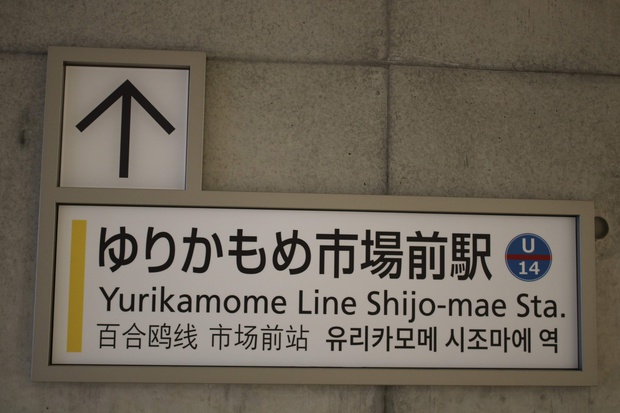 ゆりかもめ市場前駅
U
14
Yurikamome Line Shijo-mae Sta.
百合鸥线 市场前站 유리카모메 시조마에 역